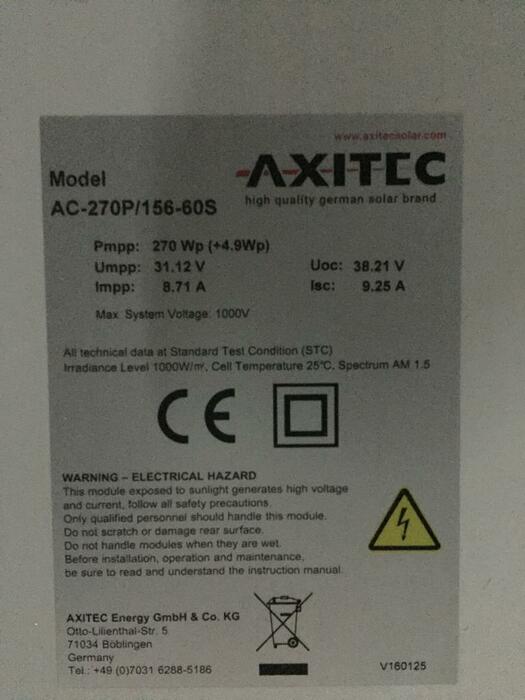 www.axitecsolar.com
AXITEC
high quality german solar brand
Model
AC-270P/156-60S
Pmpp: 270 Wp (+4.9Wp)
Umpp: 31.12 V Uoc: 38.21 V
Impp: 8.71 A Isc: 9.25 A
Max. System Voltage: 1000V
All technical data at Standard Test Condition (STC)
Irradiance Level 1000W/m², Cell Temperature 25°C, Spectrum AM 1.5
CE
WARNING – ELECTRICAL HAZARD
This module exposed to sunlight generates high voltage
and current, follow all safety precautions.
Only qualified personnel should handle this module.
Do not scratch or damage rear surface.
Do not handle modules when they are wet.
Before installation, operation and maintenance,
be sure to read and understand the instruction manual.
AXITEC Energy GmbH & Co. KG
Otto-Lilienthal-Str. 5
71034 Böblingen
Germany
Tel.: +49 (0)7031 6288-5186
V160125